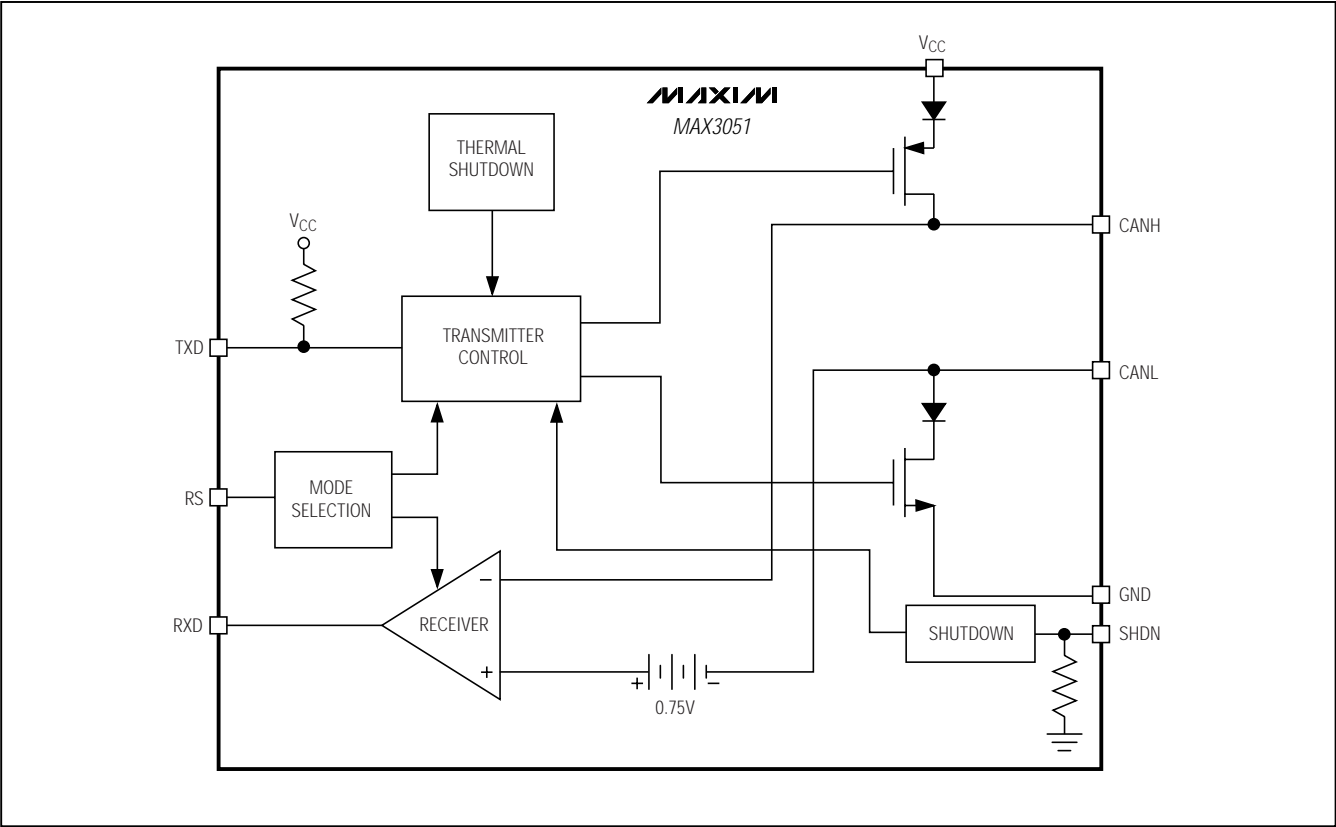 VCC
MAXIM
MAX3051
THERMAL
SHUTDOWN
VCC
CANH
TRANSMITTER
CONTROL
TXD
CANL
MODE
SELECTION
RS
−
GND
RXD
RECEIVER
SHUTDOWN
SHDN
+
+
−
0.75V